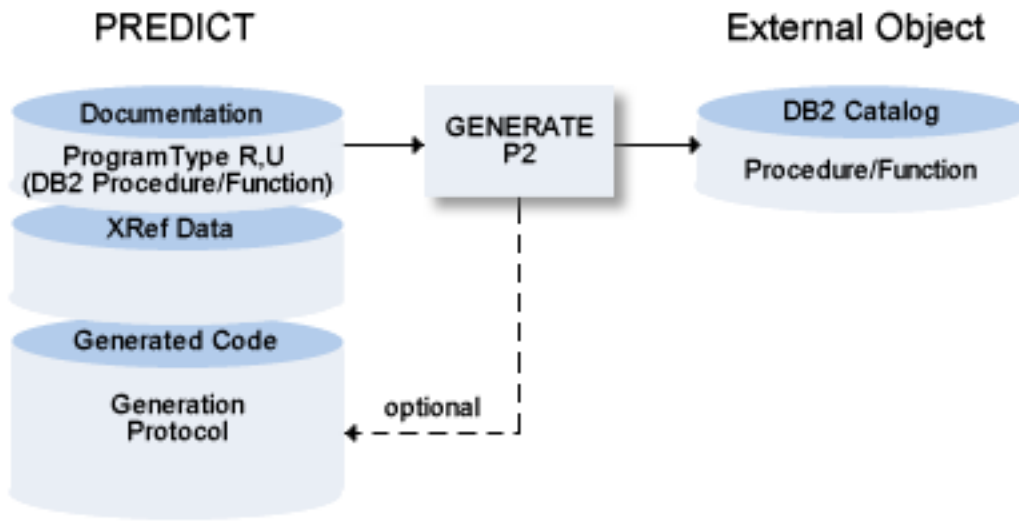 PREDICT
External Object
Documentation
ProgramType R,U
(DB2 Procedure/Function)
XRef Data
Generated Code
Generation
Protocol
GENERATE
P2
optional
DB2 Catalog
Procedure/Function